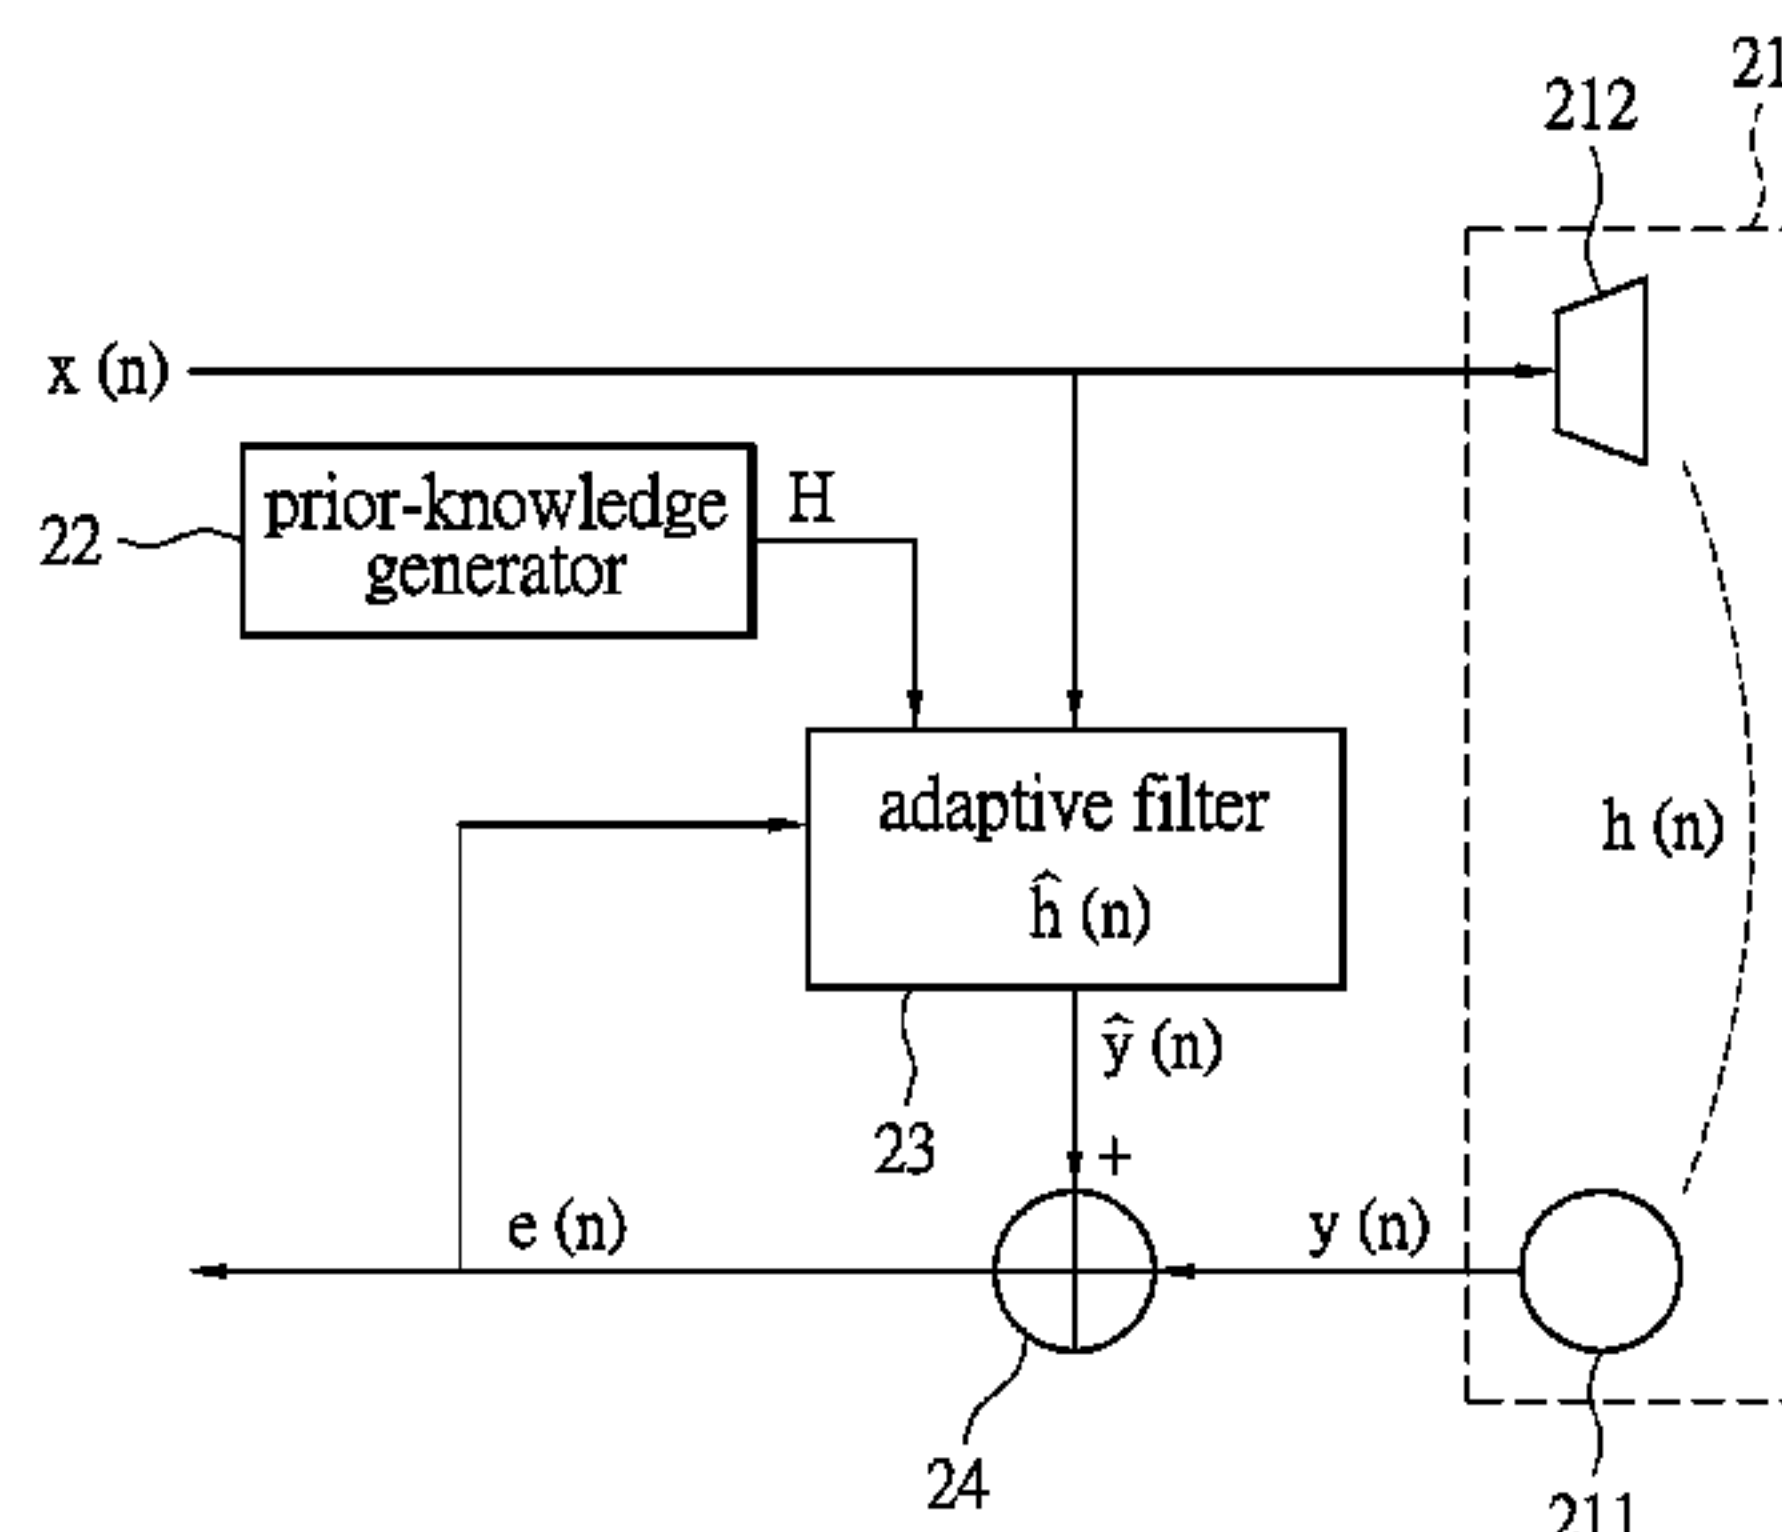 21
212
x (n)
prior-knowledge
generator
H
22
adaptive filter
ĥ (n)
h (n)
ŷ (n)
+
23
e (n)
y (n)
24
211